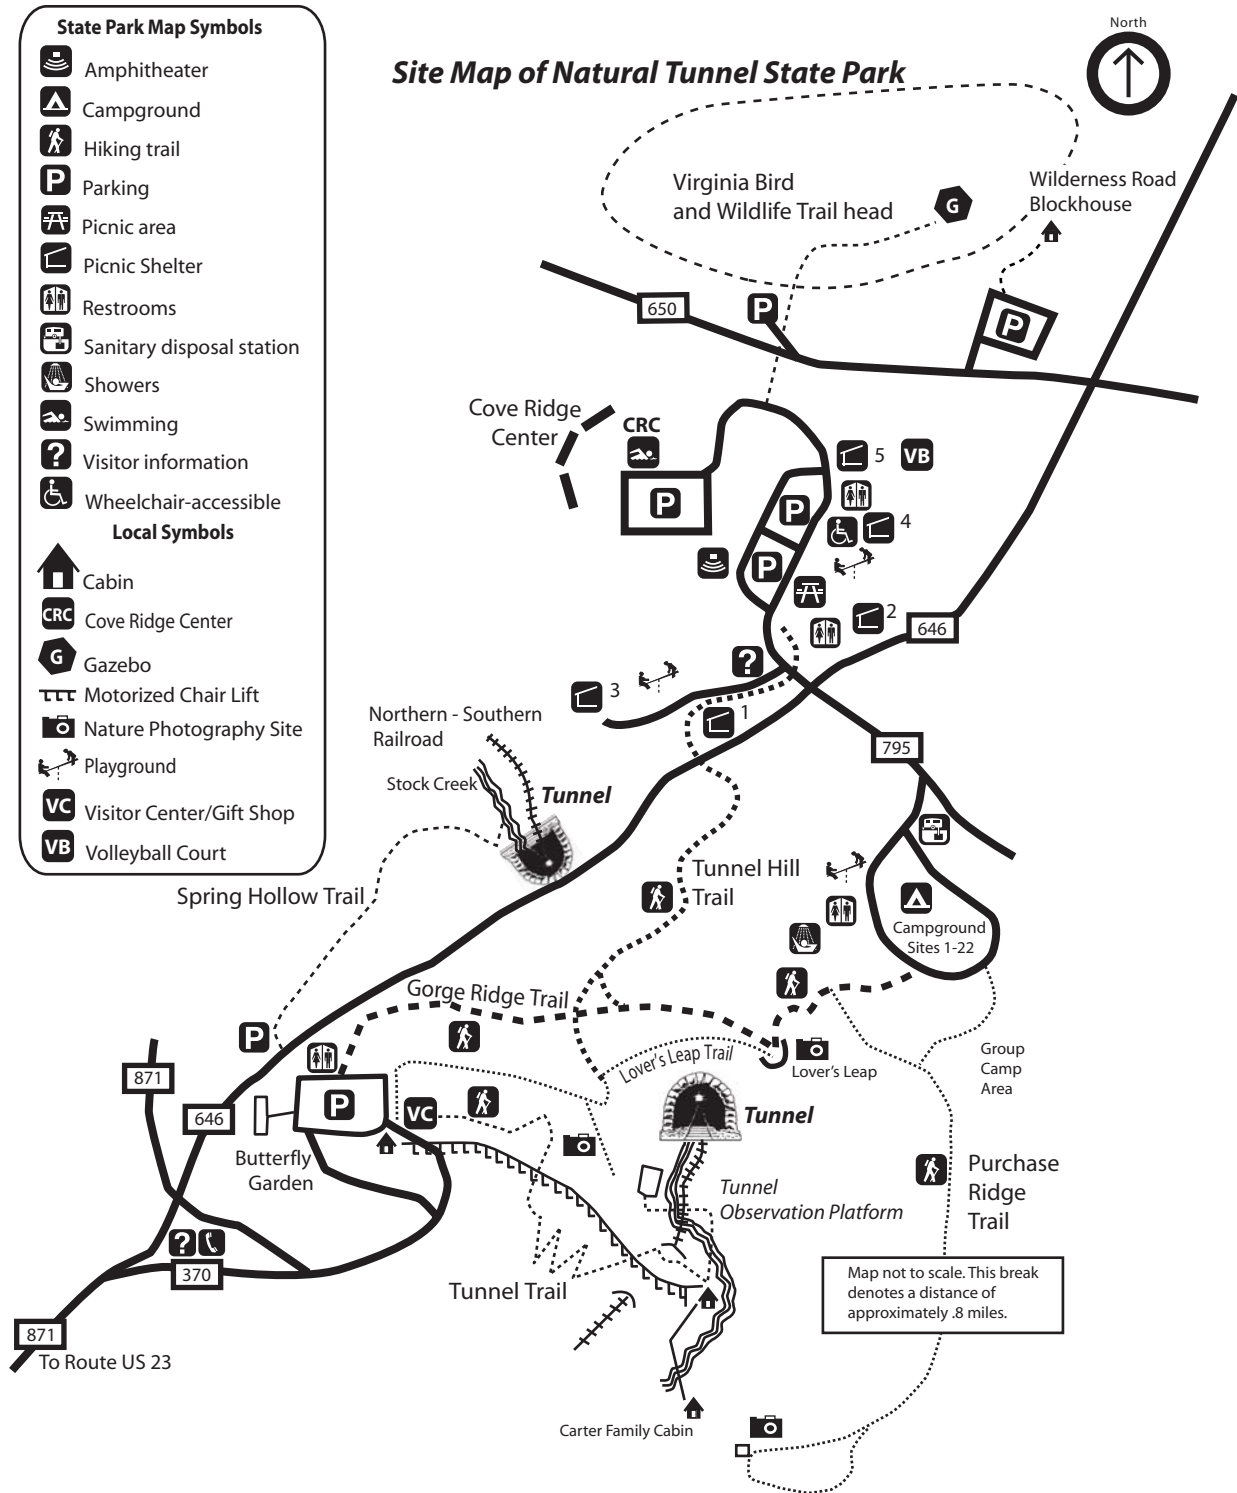 State Park Map Symbols
Amphitheater
Campground
Hiking trail
P
Parking
Picnic area
Picnic Shelter
Restrooms
Sanitary disposal station
Showers
Swimming
?
Visitor information
Wheelchair-accessible
Local Symbols
Cabin
CRC
Cove Ridge Center
G
Gazebo
Motorized Chair Lift
Nature Photography Site
Playground
VC
Visitor Center/Gift Shop
VB
Volleyball Court
Site Map of Natural Tunnel State Park
North
Virginia Bird
and Wildlife Trail head
G
Wilderness Road
Blockhouse
650
P
P
Cove Ridge
Center
CRC
P
5
VB
P
4
P
2
646
?
3
1
Northern - Southern
Railroad
Stock Creek
Tunnel
795
Spring Hollow Trail
Tunnel Hill
Trail
Campground
Sites 1-22
Gorge Ridge Trail
P
Lover's Leap Trail
Lover's Leap
Group
Camp
Area
871
646
P
VC
Tunnel
Butterfly
Garden
Purchase
Ridge
Trail
Tunnel
Observation Platform
?
370
Tunnel Trail
Map not to scale. This break
denotes a distance of
approximately .8 miles.
871
To Route US 23
Carter Family Cabin